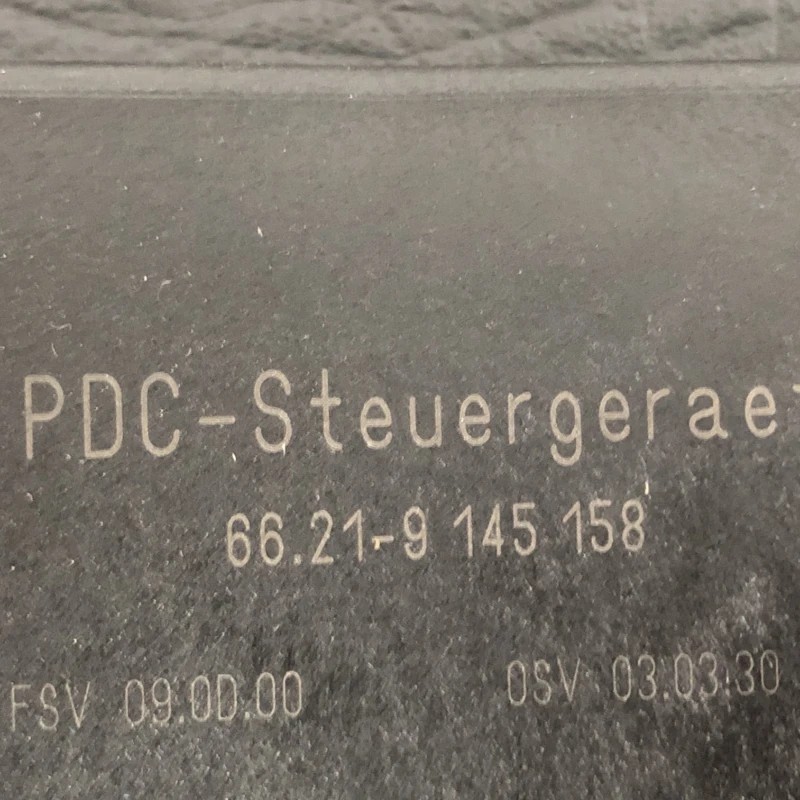 PDC-Steuergerae
66.21-9 145 158
FSV 09.0D.00 OSV 03.03.30